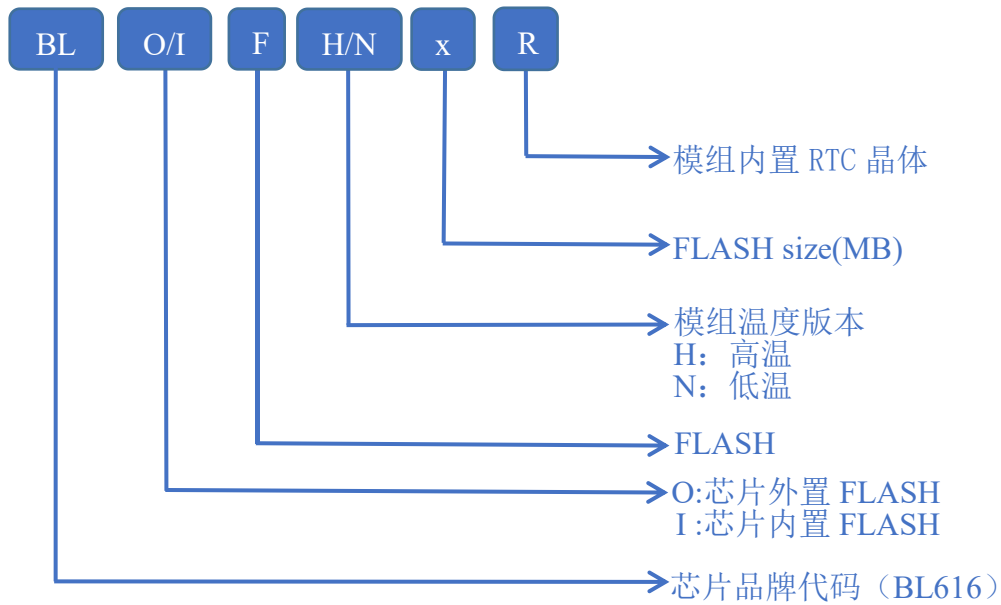 BL O/I F H/N x R
模组内置 RTC 晶体
FLASH size(MB)
模组温度版本
H：高温
N：低温
FLASH
O:芯片外置 FLASH
I :芯片内置 FLASH
芯片品牌代码（BL616）